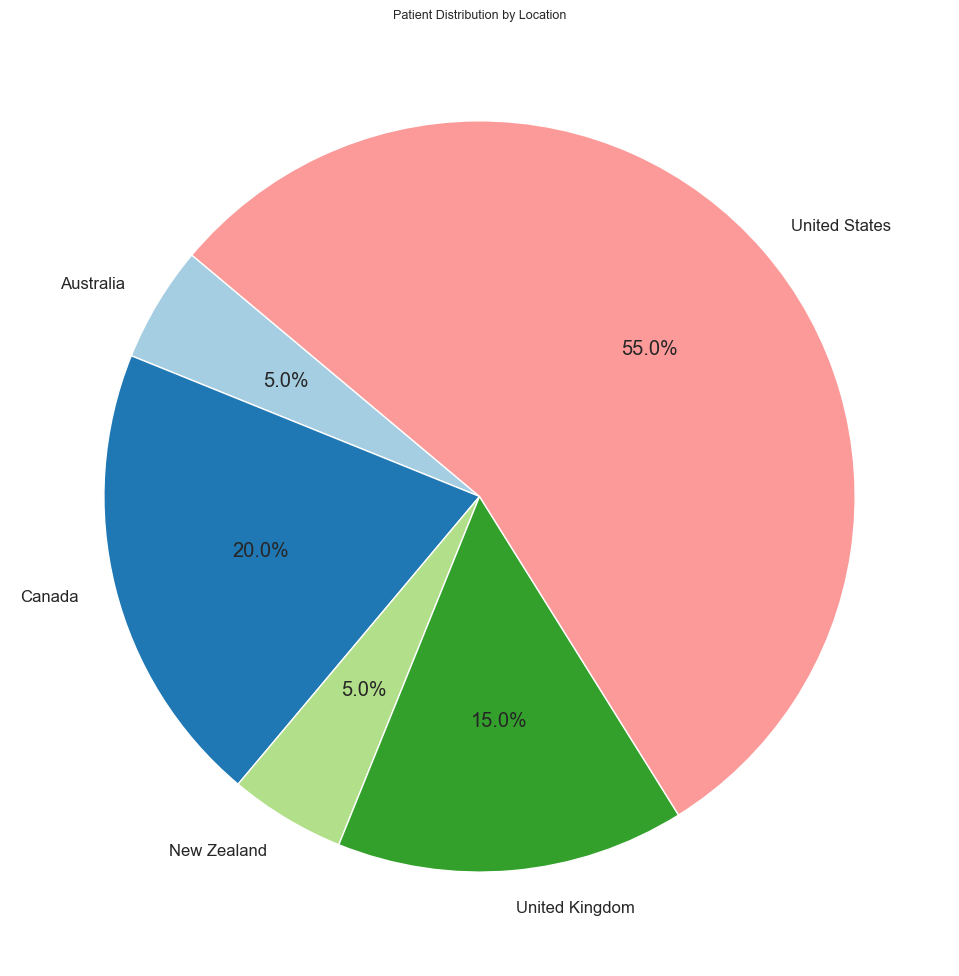 Patient Distribution by Location
United States
55.0%
Australia
5.0%
20.0%
Canada
5.0%
15.0%
New Zealand
United Kingdom